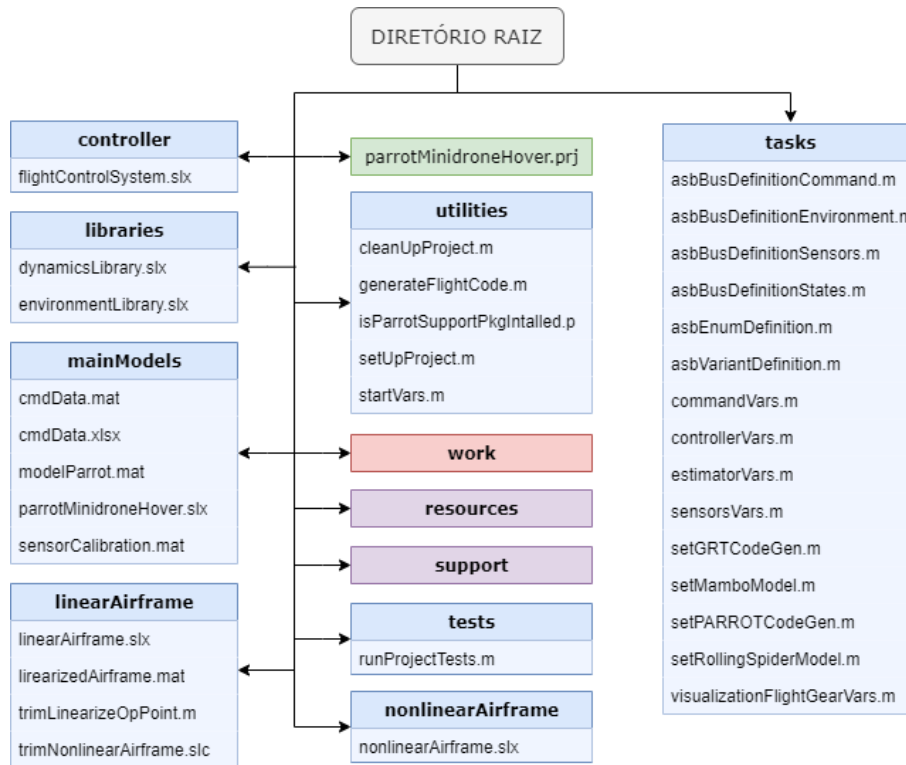 DIRETÓRIO RAIZ
controller
flightControlSystem.slx
libraries
dynamicsLibrary.slx
environmentLibrary.slx
mainModels
cmdData.mat
cmdData.xlsx
modelParrot.mat
parrotMinidroneHover.slx
sensorCalibration.mat
linearAirframe
linearAirframe.slx
lirearizedAirframe.mat
trimLinearizeOpPoint.m
trimNonlinearAirframe.slc
parrotMinidroneHover.prj
utilities
cleanUpProject.m
generateFlightCode.m
isParrotSupportPkgIntalled.p
setUpProject.m
startVars.m
work
resources
support
tests
runProjectTests.m
nonlinearAirframe
nonlinearAirframe.slx
tasks
asbBusDefinitionCommand.m
asbBusDefinitionEnvironment.m
asbBusDefinitionSensors.m
asbBusDefinitionStates.m
asbEnumDefinition.m
asbVariantDefinition.m
commandVars.m
controllerVars.m
estimatorVars.m
sensorsVars.m
setGRTCodeGen.m
setMamboModel.m
setPARROTCodeGen.m
setRollingSpiderModel.m
visualizationFlightGearVars.m